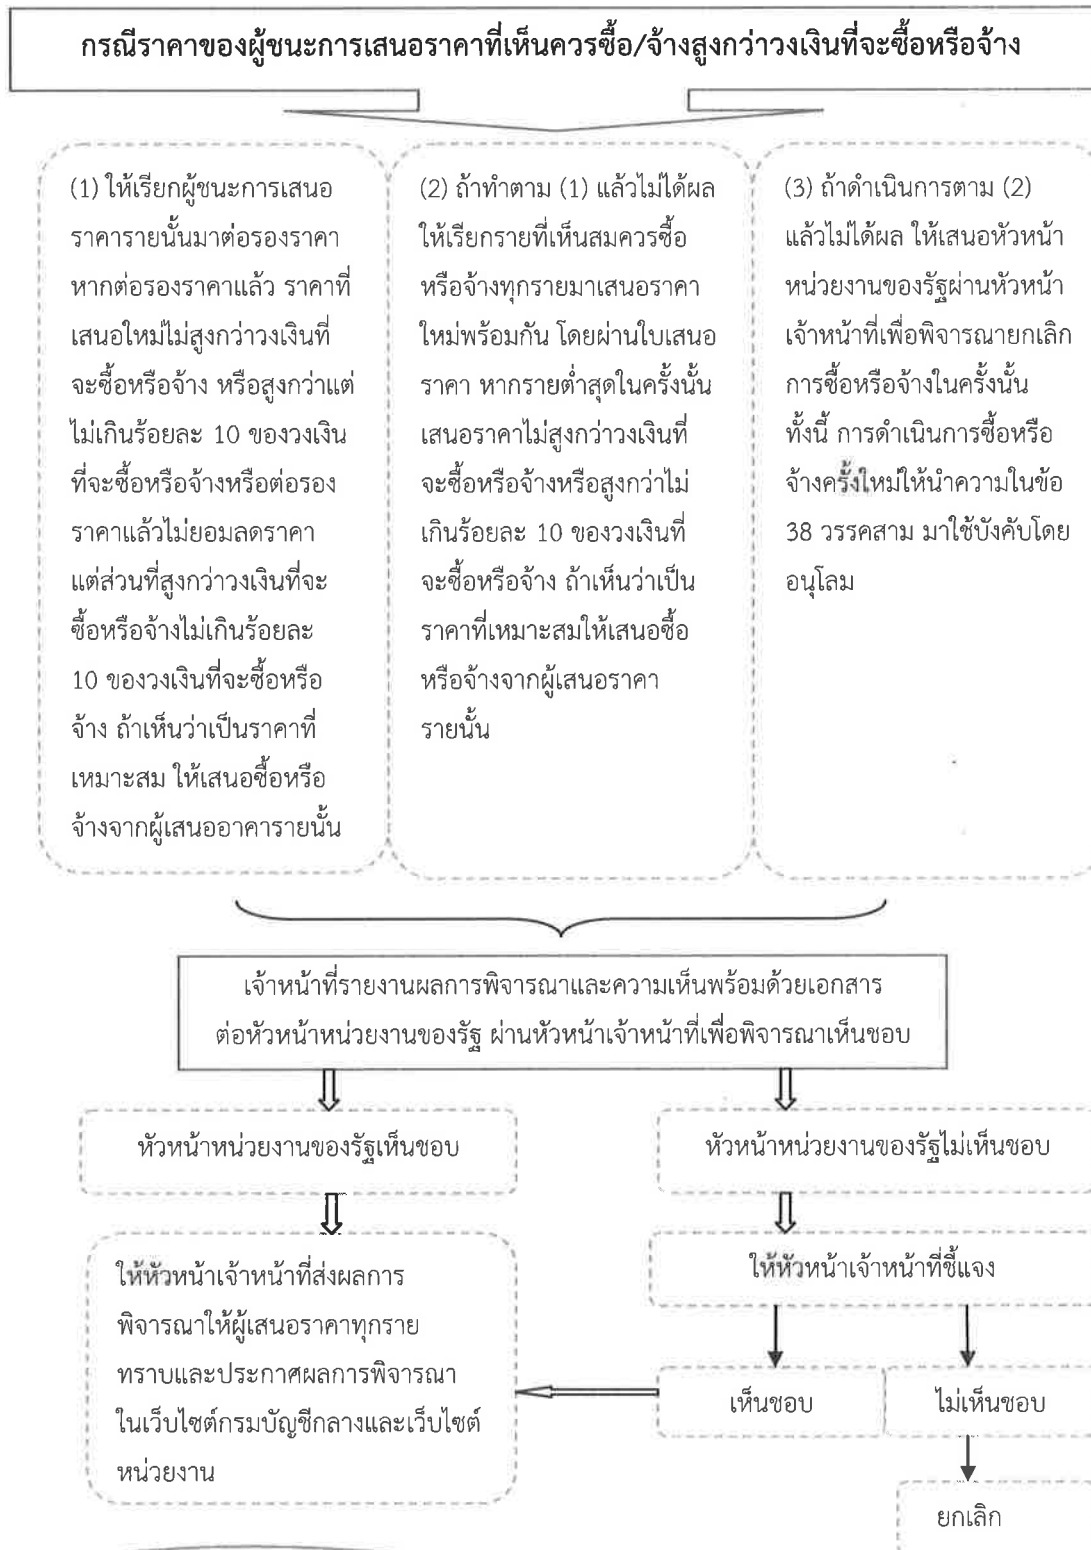 กรณีราคาของผู้ชนะการเสนอราคาที่เห็นควรซื้อ/จ้างสูงกว่าวงเงินที่จะซื้อหรือจ้าง
(1) ให้เรียกผู้ชนะการเสนอ
ราคารายนั้นมาต่อรองราคา
หากต่อรองราคาแล้ว ราคาที่
เสนอใหม่ไม่สูงกว่าวงเงินที่
จะซื้อหรือจ้าง หรือสูงกว่าแต่
ไม่เกินร้อยละ 10 ของวงเงิน
ที่จะซื้อหรือจ้างหรือต่อรอง
ราคาแล้วไม่ยอมลดราคา
แต่ส่วนที่สูงกว่าวงเงินที่จะ
ซื้อหรือจ้างไม่เกินร้อยละ
10 ของวงเงินที่จะซื้อหรือ
จ้าง ถ้าเห็นว่าเป็นราคาที่
เหมาะสม ให้เสนอซื้อหรือ
จ้างจากผู้เสนออาคารายนั้น
(2) ถ้าทำตาม (1) แล้วไม่ได้ผล
ให้เรียกรายที่เห็นสมควรซื้อ
หรือจ้างทุกรายมาเสนอราคา
ใหม่พร้อมกัน โดยผ่านใบเสนอ
ราคา หากรายต่ำสุดในครั้งนั้น
เสนอราคาไม่สูงกว่าวงเงินที่
จะซื้อหรือจ้างหรือสูงกว่าไม่
เกินร้อยละ 10 ของวงเงินที่
จะซื้อหรือจ้าง ถ้าเห็นว่าเป็น
ราคาที่เหมาะสมให้เสนอซื้อ
หรือจ้างจากผู้เสนอราคา
รายนั้น
(3) ถ้าดำเนินการตาม (2)
แล้วไม่ได้ผล ให้เสนอหัวหน้า
หน่วยงานของรัฐผ่านหัวหน้า
เจ้าหน้าที่เพื่อพิจารณายกเลิก
การซื้อหรือจ้างในครั้งนั้น
ทั้งนี้ การดำเนินการซื้อหรือ
จ้างครั้งใหม่ให้นำความในข้อ
38 วรรคสาม มาใช้บังคับโดย
อนุโลม
เจ้าหน้าที่รายงานผลการพิจารณาและความเห็นพร้อมด้วยเอกสาร
ต่อหัวหน้าหน่วยงานของรัฐ ผ่านหัวหน้าเจ้าหน้าที่เพื่อพิจารณาเห็นชอบ
หัวหน้าหน่วยงานของรัฐเห็นชอบ
หัวหน้าหน่วยงานของรัฐไม่เห็นชอบ
ให้หัวหน้าเจ้าหน้าที่ส่งผลการ
พิจารณาให้ผู้เสนอราคาทุกราย
ทราบและประกาศผลการพิจารณา
ในเว็บไซต์กรมบัญชีกลางและเว็บไซต์
หน่วยงาน
ให้หัวหน้าเจ้าหน้าที่ชี้แจง
เห็นชอบ
ไม่เห็นชอบ
ยกเลิก